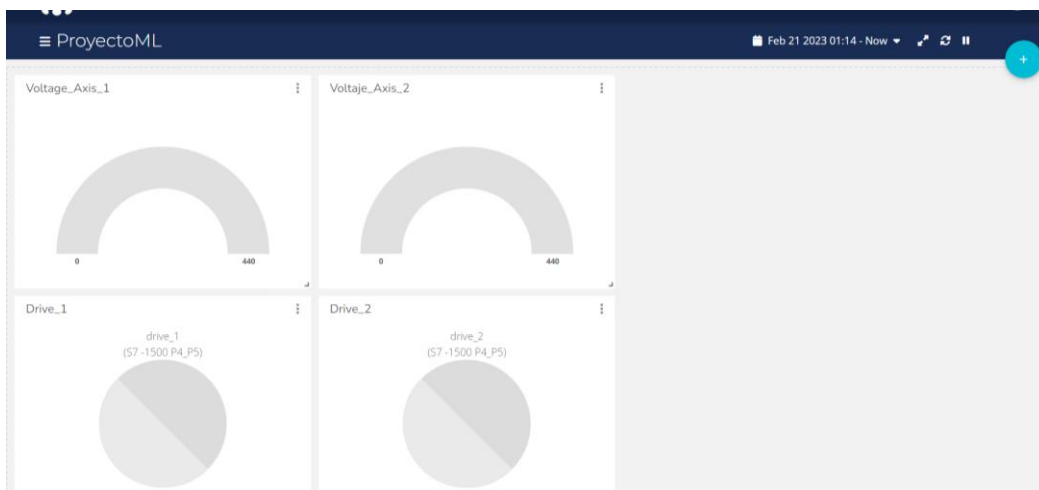 ProyectoML
Feb 21 2023 01:14 - Now
Voltage_Axis_1
Voltaje_Axis_2
0
440
0
440
Drive_1
Drive_2
drive_1
(S7 -1500 P4_P5)
drive_2
(S7 -1500 P4_P5)